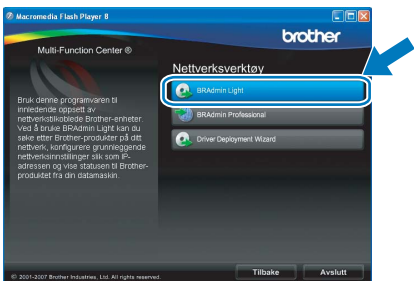 Macromedia Flash Player 8
brother
Multi-Function Center ®
Nettverksverktøy
Bruk denne programvaren til
innledende oppsett av
nettverkstilkoblede Brother-enheter.
Ved å bruke BRAdmin Light kan du
søke etter Brother-produkter på ditt
nettverk, konfigurere grunnleggende
nettverksinnstillinger slik som IP-
adressen og vise statusen til Brother-
produktet fra din datamaskin.
BRAdmin Light
BRAdmin Professional
Driver Deployment Wizard
© 2001-2007 Brother Industries, Ltd. All rights reserved.
Tilbake
Avslutt